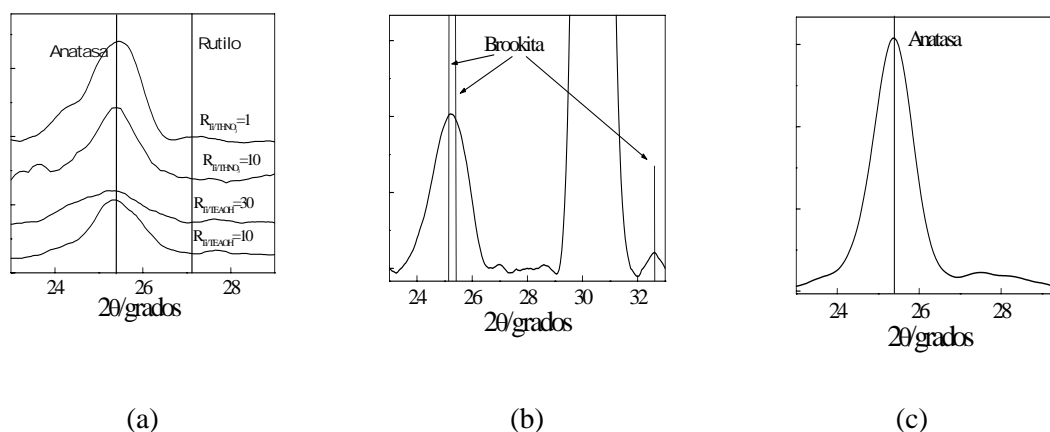 Anatasa
Rutilo
R_Ti/THNO₃=1
R_Ti/THNO₃=10
R_Ti/TEAOH=30
R_Ti/TEAOH=10
24 26 28
2θ/grados
Brookita
24 26 28 30 32
2θ/grados
Anatasa
24 26 28
2θ/grados
(a) (b) (c)